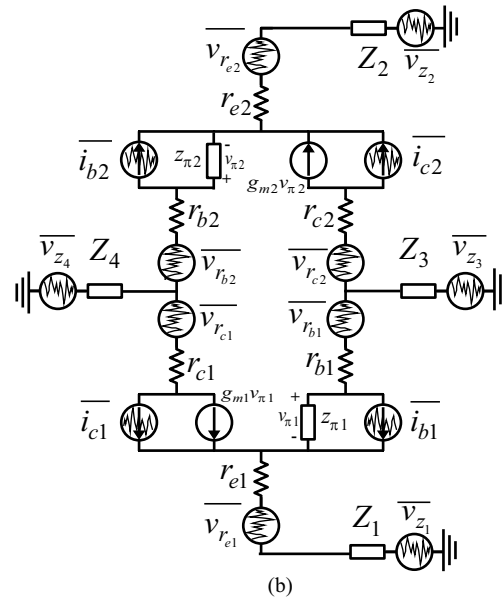 v_{r_{e2}} Z_2 v_{z_2}
r_{e2}
i_{b2} z_{π2} - v_{π2} + g_{m2}v_{π2} i_{c2}
r_{b2} r_{c2}
v_{z_4} Z_4 v_{r_{b2}} v_{r_{c2}} Z_3 v_{z_3}
v_{r_{c1}} v_{r_{b1}}
r_{c1} r_{b1}
i_{c1} g_{m1}v_{π1} + v_{π1} - z_{π1} i_{b1}
r_{e1}
v_{r_{e1}} Z_1 v_{z_1}
(b)